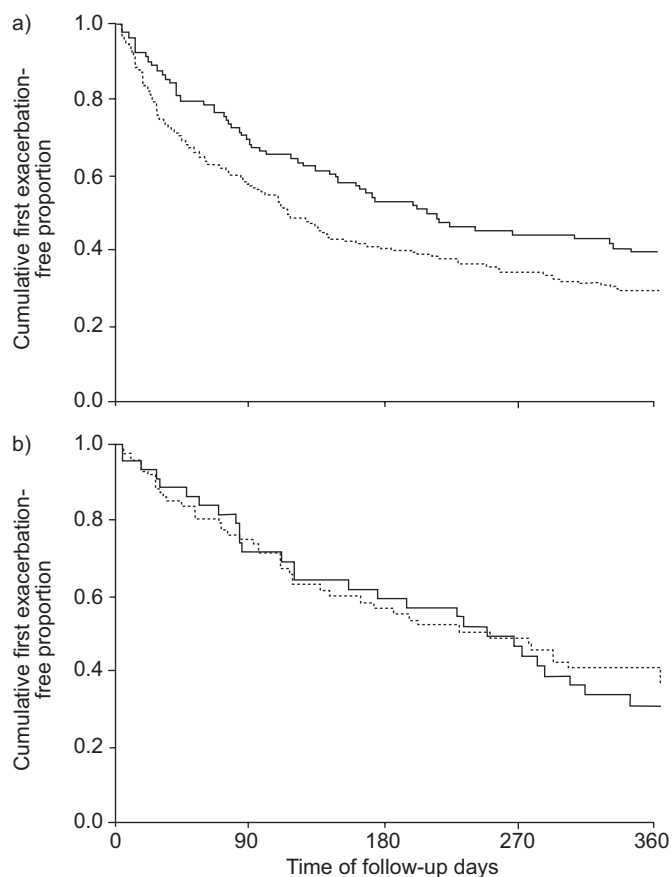 a)
1.0
0.8
0.6
0.4
0.2
0.0
Cumulative first exacerbation-
free proportion
b)
1.0
0.8
0.6
0.4
0.2
0.0
Cumulative first exacerbation-
free proportion
0 90 180 270 360
Time of follow-up days